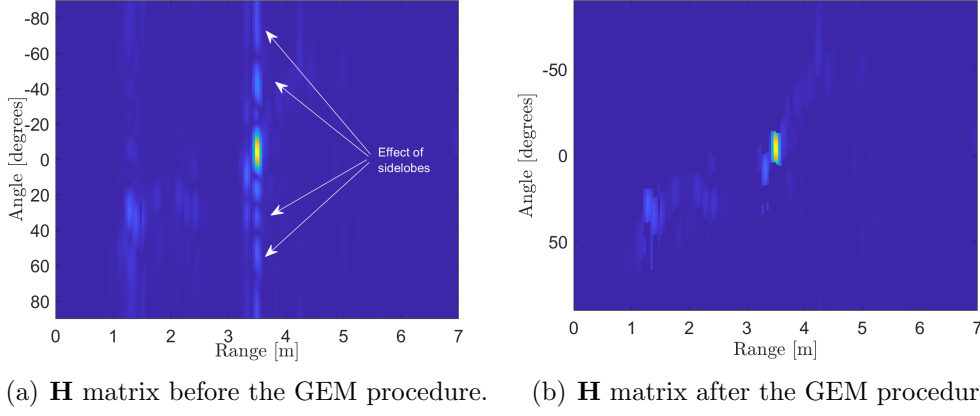 -80
-60
-40
-20
0
20
40
60
80
Angle [degrees]
Effect of
sidelobes
0 1 2 3 4 5 6 7
Range [m]
(a) H matrix before the GEM procedure.
-50
0
50
Angle [degrees]
0 1 2 3 4 5 6 7
Range [m]
(b) H matrix after the GEM procedur